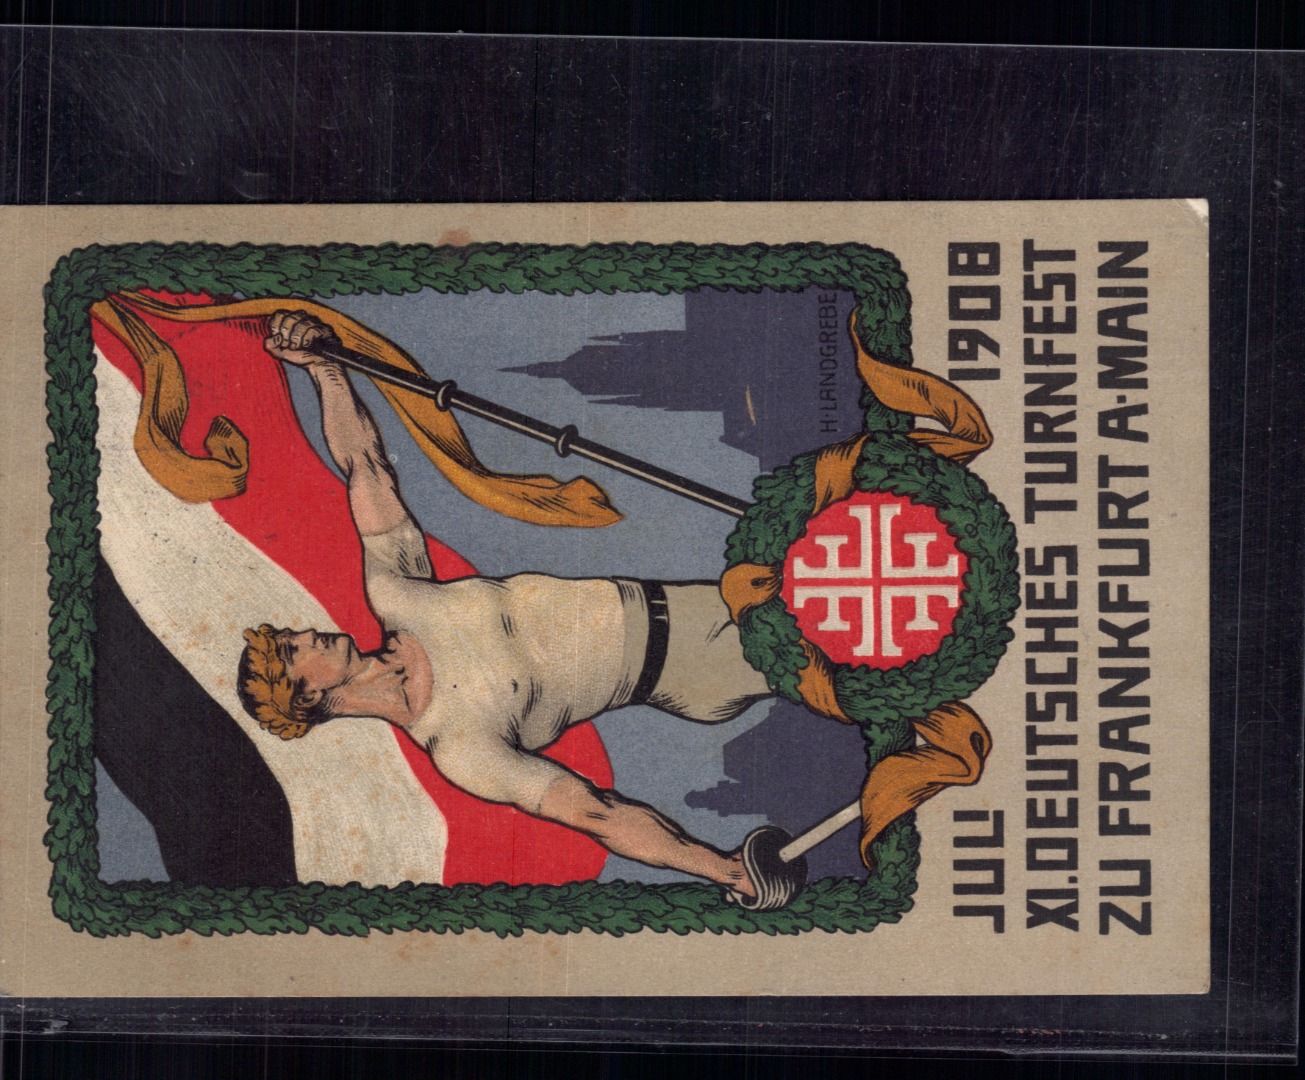 H·LANDGREBE
JULI 1908
XI.DEUTSCHES TURNFEST
ZU FRANKFURT A·MAIN